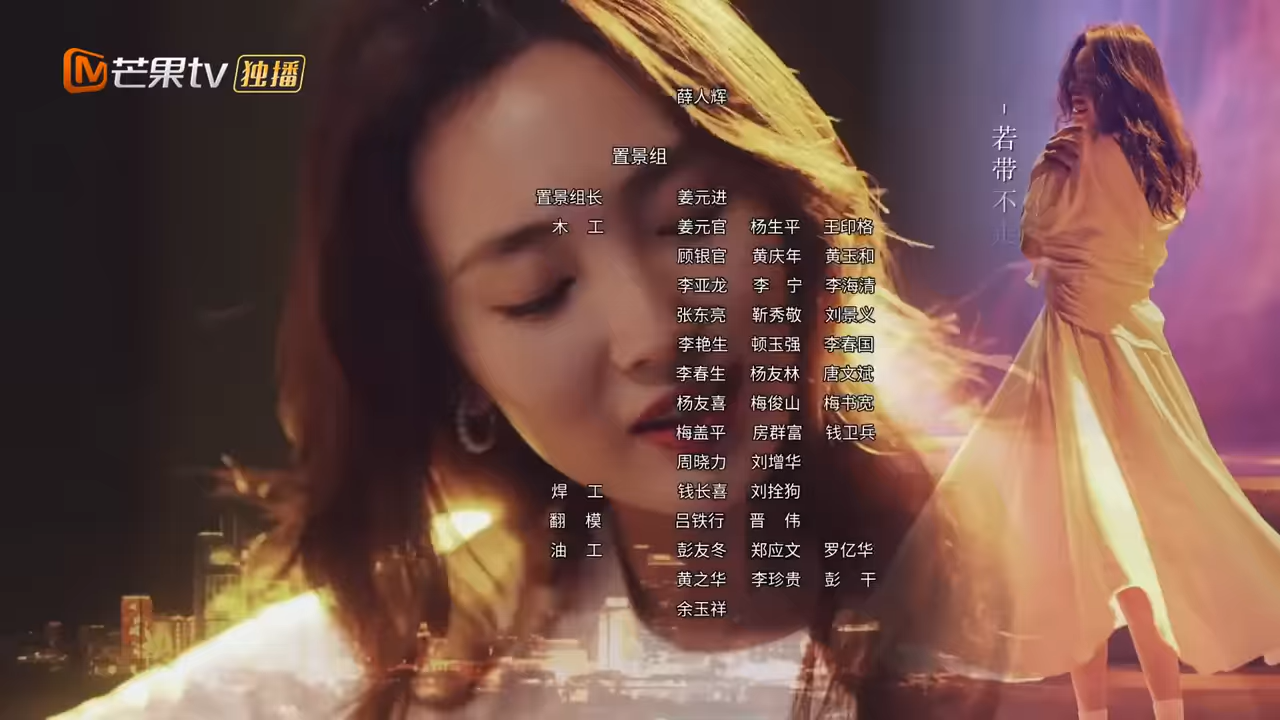 芒果tv 独播
薛人辉
置景组
置景组长 姜元进
木 工 姜元官 杨生平 王印格
顾银官 黄庆年 黄玉和
李亚龙 李 宁 李海清
张东亮 靳秀敬 刘景义
李艳生 顿玉强 李春国
李春生 杨友林 唐文斌
杨友喜 梅俊山 梅书宽
梅盖平 房群富 钱卫兵
周晓力 刘增华
焊 工 钱长喜 刘拴狗
翻 模 吕铁行 晋 伟
油 工 彭友冬 郑应文 罗亿华
黄之华 李珍贵 彭 干
余玉祥
若带不走